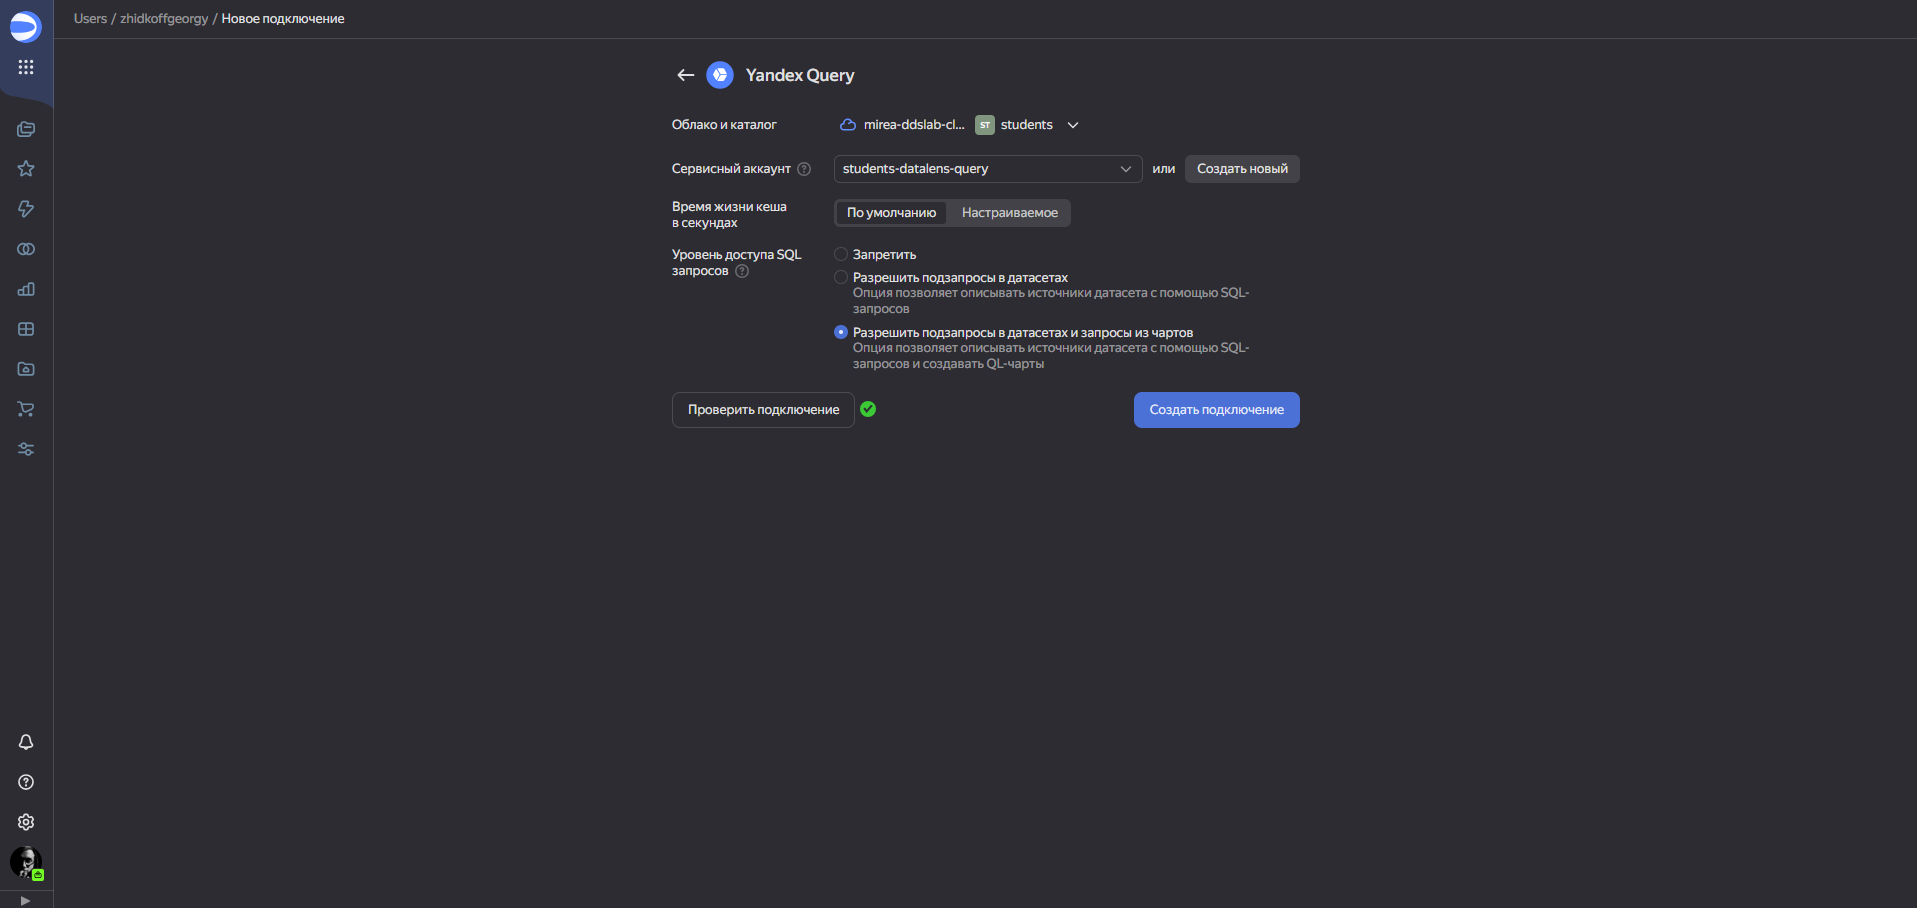 Users / zhidkoffgeorgy / Новое подключение
Yandex Query
Облако и каталог
mirea-ddslab-cl... ST students
Сервисный аккаунт ?
students-datalens-query
или
Создать новый
Время жизни кеша
в секундах
По умолчанию
Настраиваемое
Уровень доступа SQL
запросов ?
Запретить
Разрешить подзапросы в датасетах
Опция позволяет описывать источники датасета с помощью SQL-
запросов
Разрешить подзапросы в датасетах и запросы из чартов
Опция позволяет описывать источники датасета с помощью SQL-
запросов и создавать QL-чарты
Проверить подключение
Создать подключение